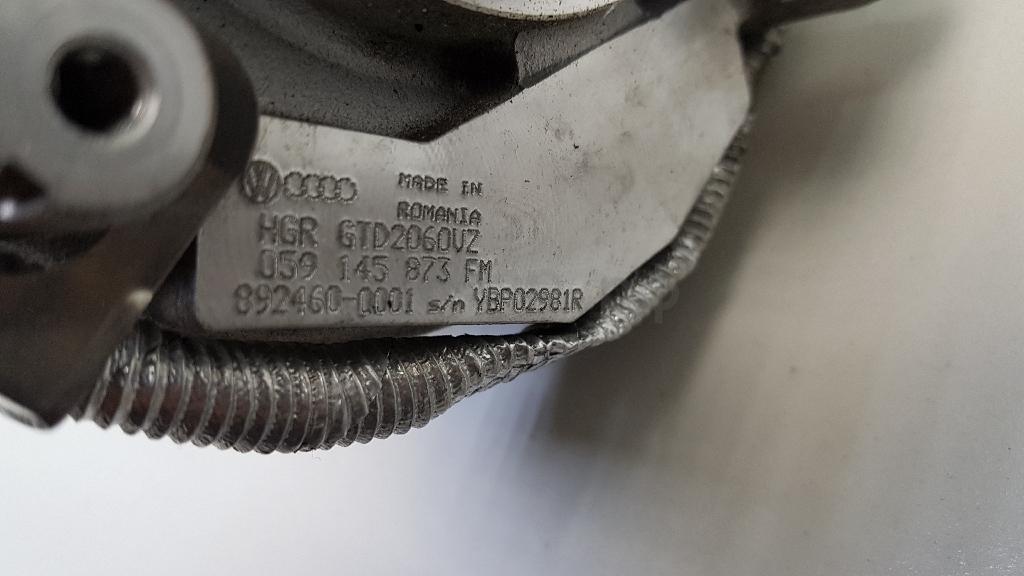 MADE IN
ROMANIA
HGR GTD2060VZ
059 145 873 FM
892460-0001 s/n YBP02981R